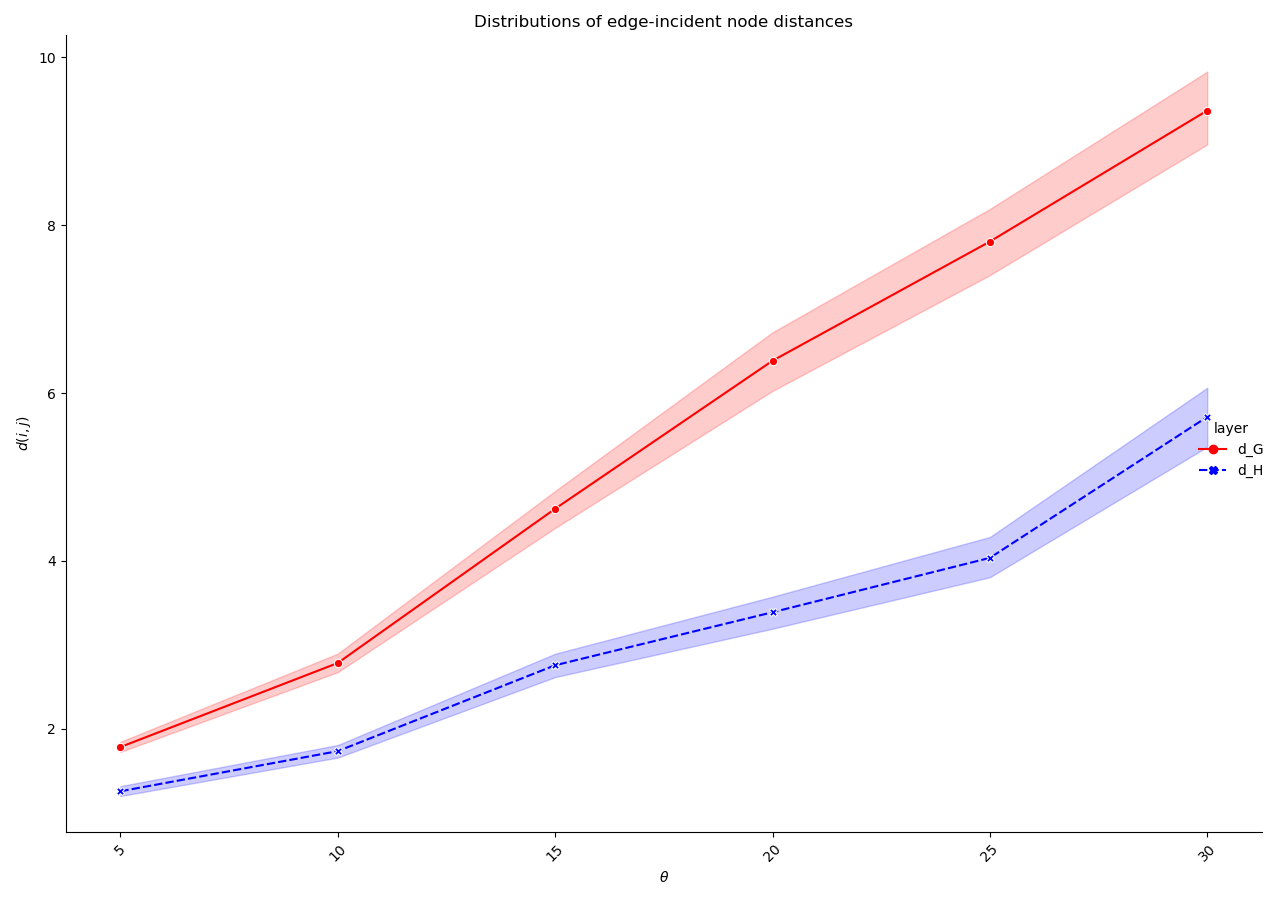 Distributions of edge-incident node distances
10
8
6
4
2
d(i, j)
5
10
15
20
25
30
θ
layer
d_G
d_H